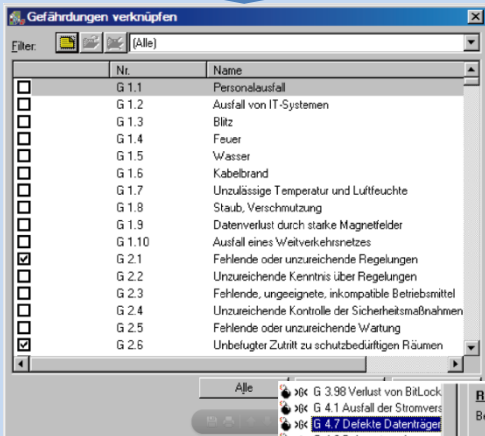 Gefährdungen verknüpfen
Filter: (Alle)
Nr. Name
G 1.1 Personalausfall
G 1.2 Ausfall von IT-Systemen
G 1.3 Blitz
G 1.4 Feuer
G 1.5 Wasser
G 1.6 Kabelbrand
G 1.7 Unzulässige Temperatur und Luftfeuchte
G 1.8 Staub, Verschmutzung
G 1.9 Datenverlust durch starke Magnetfelder
G 1.10 Ausfall eines Weitverkehrsnetzes
G 2.1 Fehlende oder unzureichende Regelungen
G 2.2 Unzureichende Kenntnis über Regelungen
G 2.3 Fehlende, ungeeignete, inkompatible Betriebsmittel
G 2.4 Unzureichende Kontrolle der Sicherheitsmaßnahmen
G 2.5 Fehlende oder unzureichende Wartung
G 2.6 Unbefugter Zutritt zu schutzbedürftigen Räumen
Alle
G 3.98 Verlust von BitLock
G 4.1 Ausfall der Stromvers
G 4.7 Defekte Datenträger